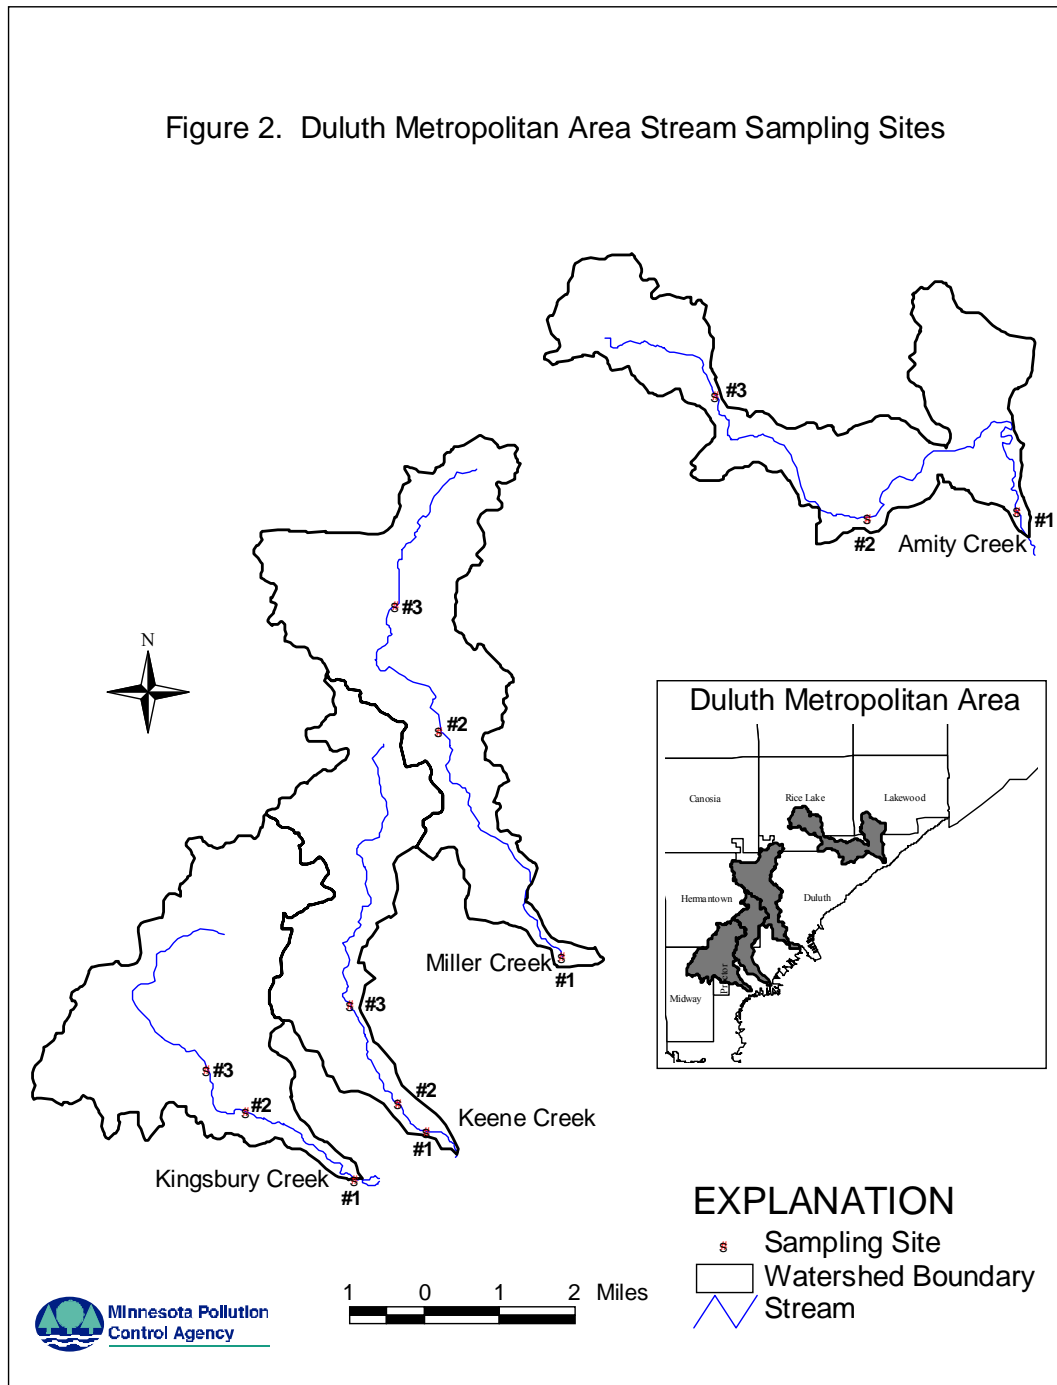 Figure 2.  Duluth Metropolitan Area Stream Sampling Sites
#3
#1
#2
Amity Creek
#3
N
#2
Miller Creek
#1
#3
#2
Keene Creek
#1
#3
#2
Kingsbury Creek
#1
Duluth Metropolitan Area
Canosia
Rice Lake
Lakewood
Hermantown
Duluth
Proctor
Midway
EXPLANATION
s Sampling Site
Watershed Boundary
Stream
1 0 1 2 Miles
Minnesota Pollution
Control Agency